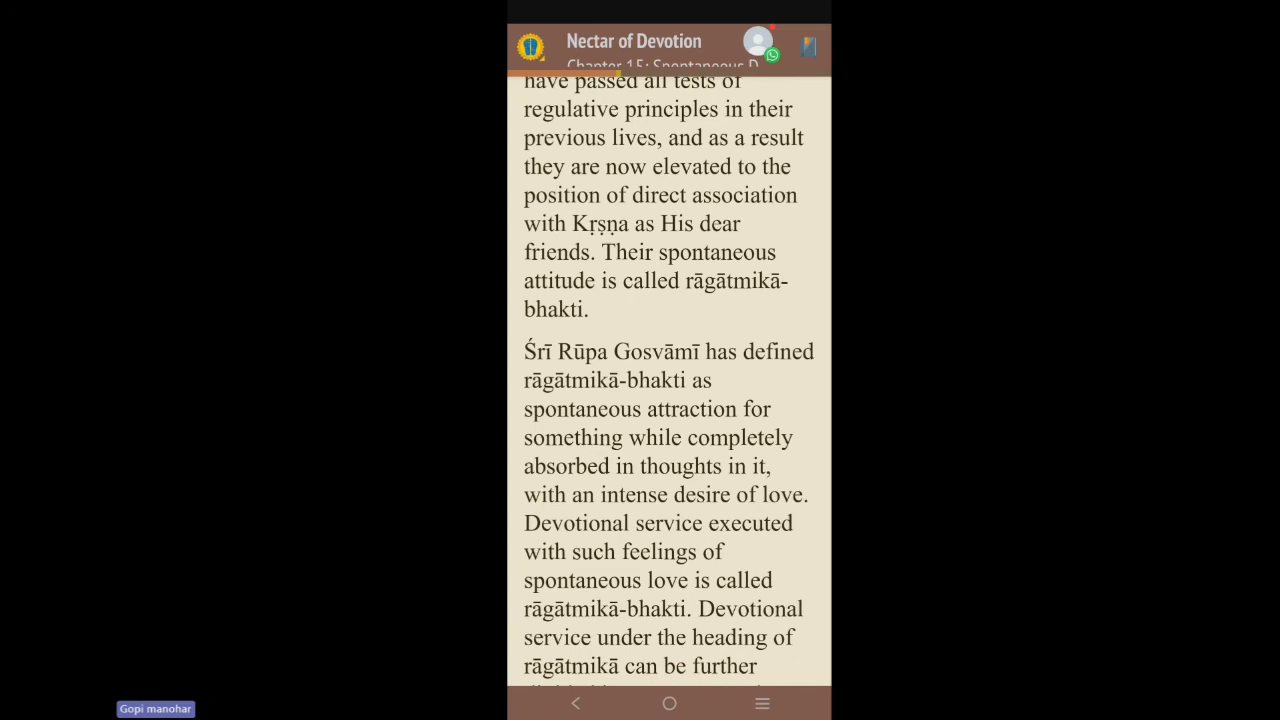 Nectar of Devotion
Chapter 15: Spontaneous D
have passed all tests of
regulative principles in their
previous lives, and as a result
they are now elevated to the
position of direct association
with Kṛṣṇa as His dear
friends. Their spontaneous
attitude is called rāgātmikā-
bhakti.
Śrī Rūpa Gosvāmī has defined
rāgātmikā-bhakti as
spontaneous attraction for
something while completely
absorbed in thoughts in it,
with an intense desire of love.
Devotional service executed
with such feelings of
spontaneous love is called
rāgātmikā-bhakti. Devotional
service under the heading of
rāgātmikā can be further
Gopi manohar